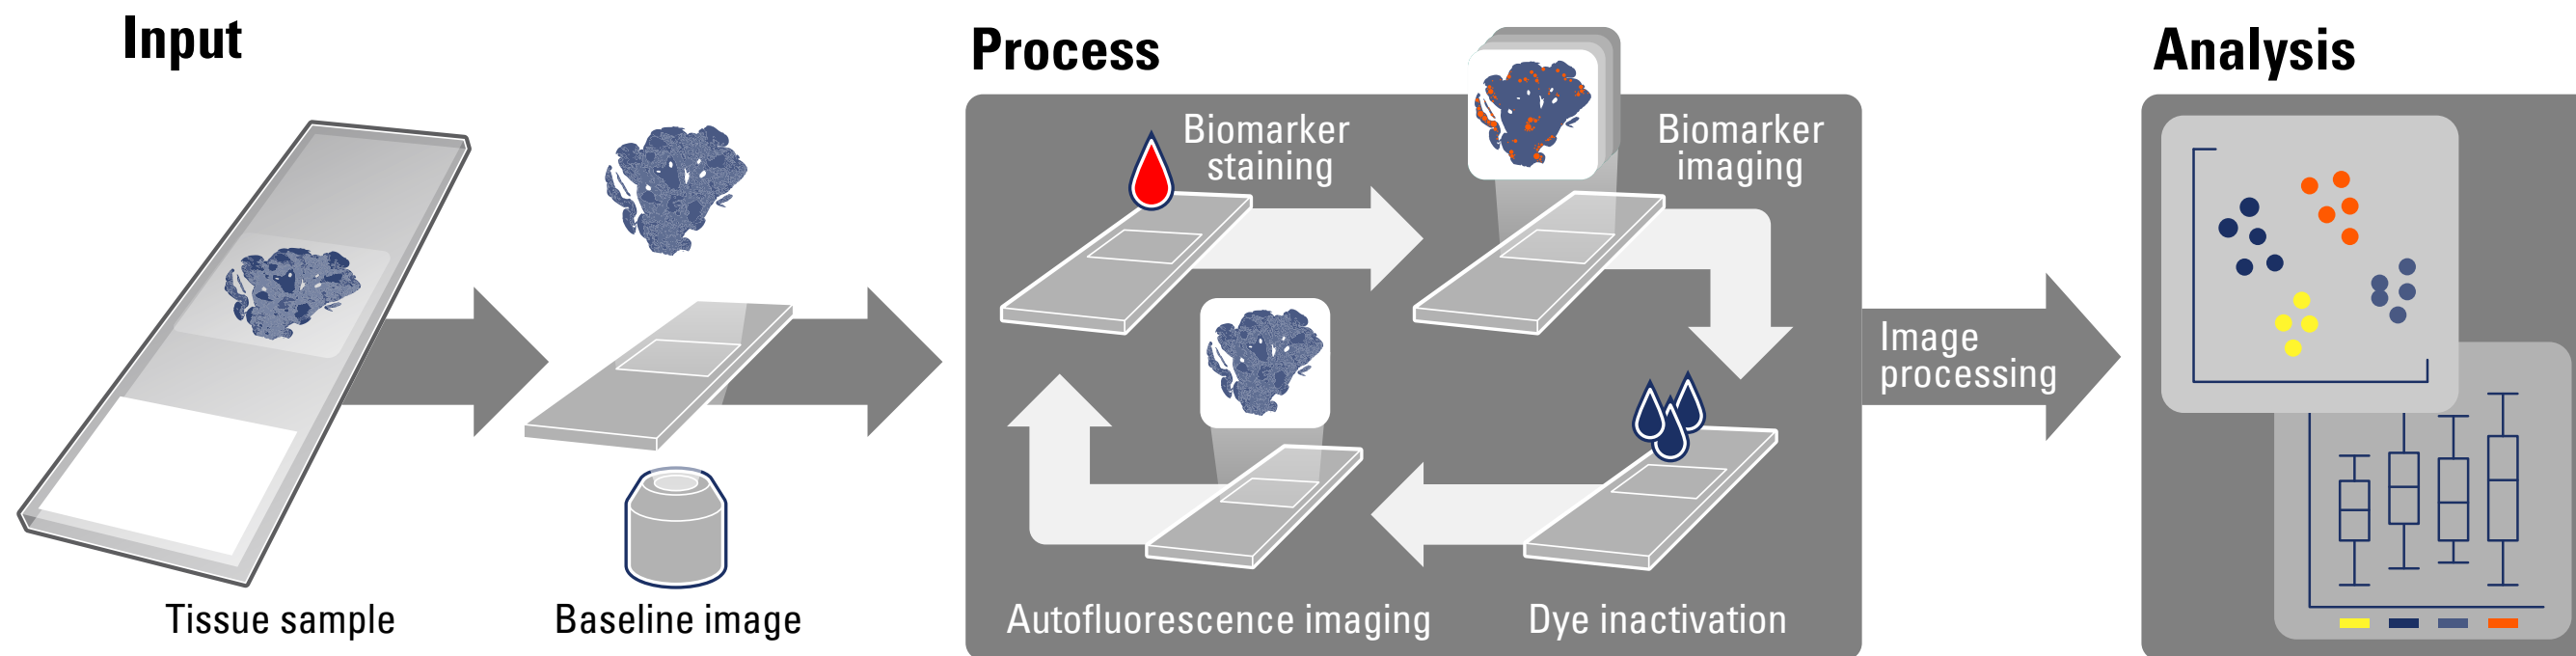 Input
Tissue sample
Baseline image
Process
Biomarker
staining
Biomarker
imaging
Autofluorescence imaging
Dye inactivation
Image
processing
Analysis